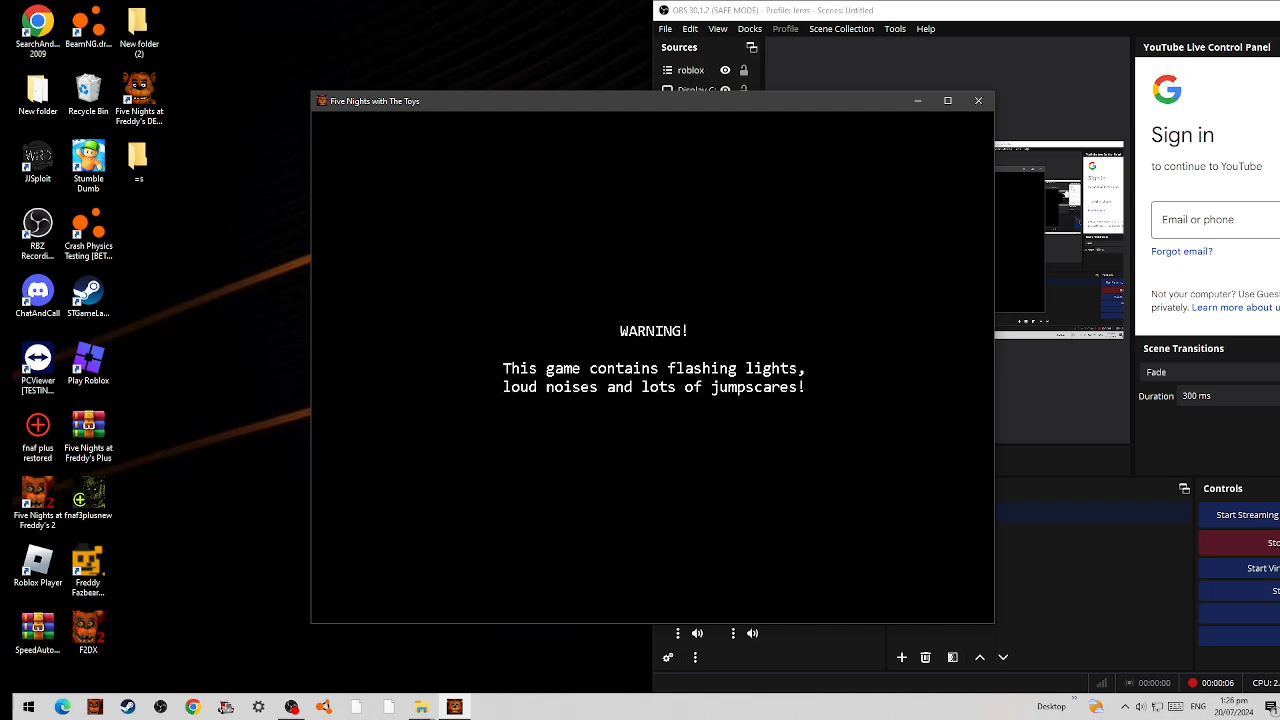 SearchAnd...
2009
BeamNG.dr...
New folder
(2)
New folder
Recycle Bin
Five Nights at
Freddy's DE...
JJSploit
Stumble
Dumb
=s
RBZ
Recordi...
Crash Physics
Testing [BET...
ChatAndCall
STGameLa...
PCViewer
[TESTIN...
Play Roblox
fnaf plus
restored
Five Nights at
Freddy's Plus
Five Nights at
Freddy's 2
fnaf3plusnew
Roblox Player
Freddy
Fazbear...
SpeedAuto...
F2DX
OBS 30.1.2 (SAFE MODE) - Profile: Jems - Scenes: Untitled
File Edit View Docks Profile Scene Collection Tools Help
Sources
roblox
Five Nights with The Toys
WARNING!
This game contains flashing lights,
loud noises and lots of jumpscares!
YouTube Live Control Panel
Sign in
to continue to YouTube
Email or phone
Forgot email?
Not your computer? Use Gues
privately. Learn more about u
Scene Transitions
Fade
Duration 300 ms
Controls
Start Streaming
Sto
Start Vir
St
00:00:00
00:00:06
CPU: 2.
Desktop
ENG
1:26 pm
20/07/2024